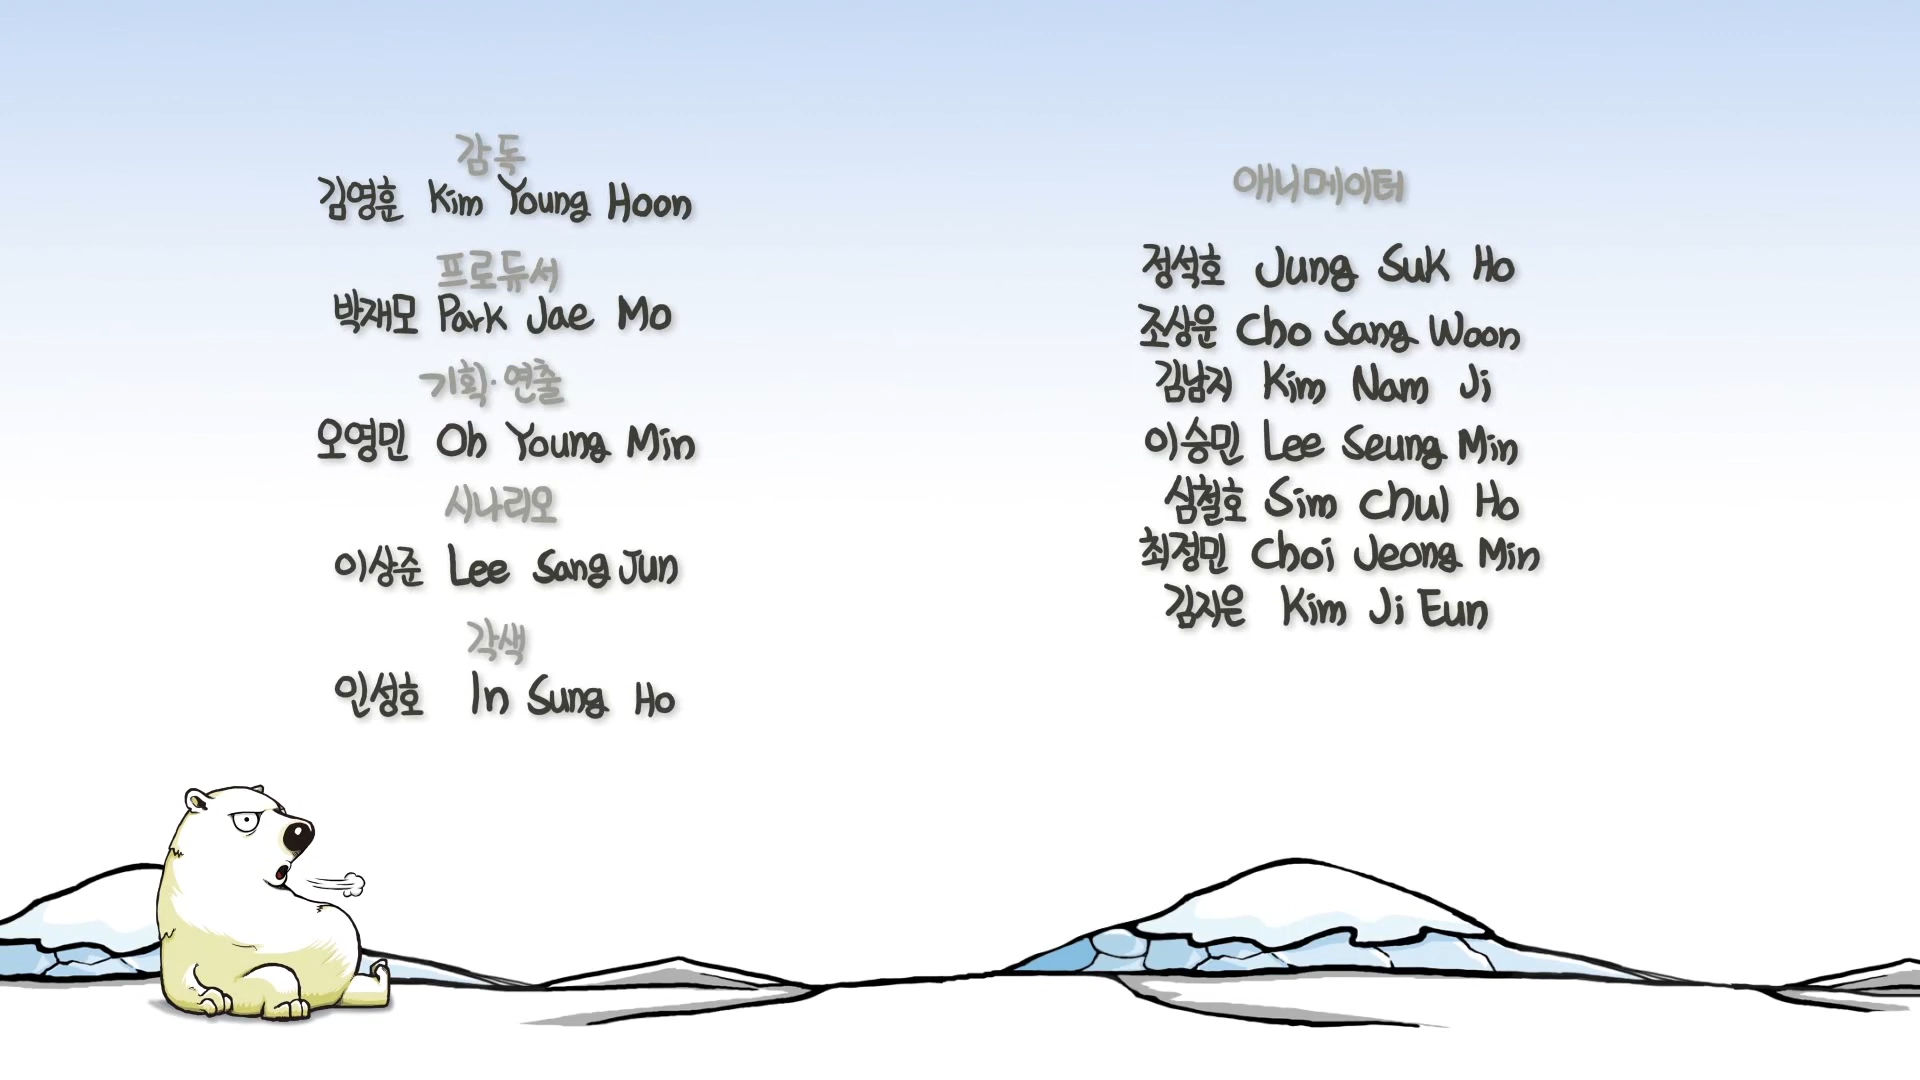 감독
김영훈 Kim Young Hoon
프로듀서
박재모 Park Jae Mo
기획·연출
오영민 Oh Young Min
시나리오
이상준 Lee Sang Jun
각색
인성호 In Sung Ho
애니메이터
정석호 Jung Suk Ho
조상운 Cho Sang Woon
김남지 Kim Nam Ji
이승민 Lee Seung Min
심철호 Sim Chul Ho
최정민 Choi Jeong Min
김지은 Kim Ji Eun